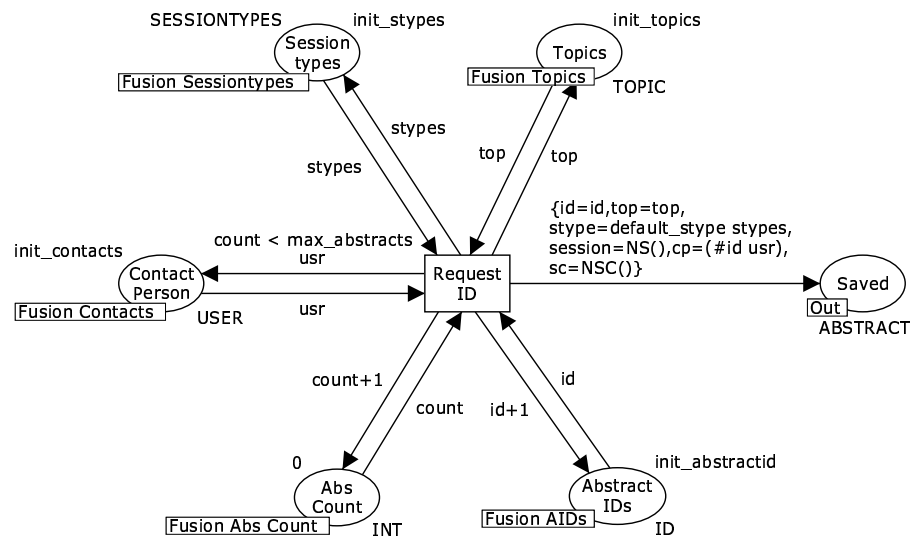 SESSIONTYPES
init_stypes
Session
types
Fusion Sessiontypes
init_topics
Topics
Fusion Topics
TOPIC
stypes
stypes
top
top
{id=id,top=top,
stype=default_stype stypes,
session=NS(),cp=(#id usr),
sc=NSC()}
init_contacts
count < max_abstracts
usr
Contact
Person
Fusion Contacts
USER
usr
Request
ID
Saved
Out
ABSTRACT
count+1
count
id+1
id
0
Abs
Count
Fusion Abs Count
INT
init_abstractid
Abstract
IDs
Fusion AIDs
ID